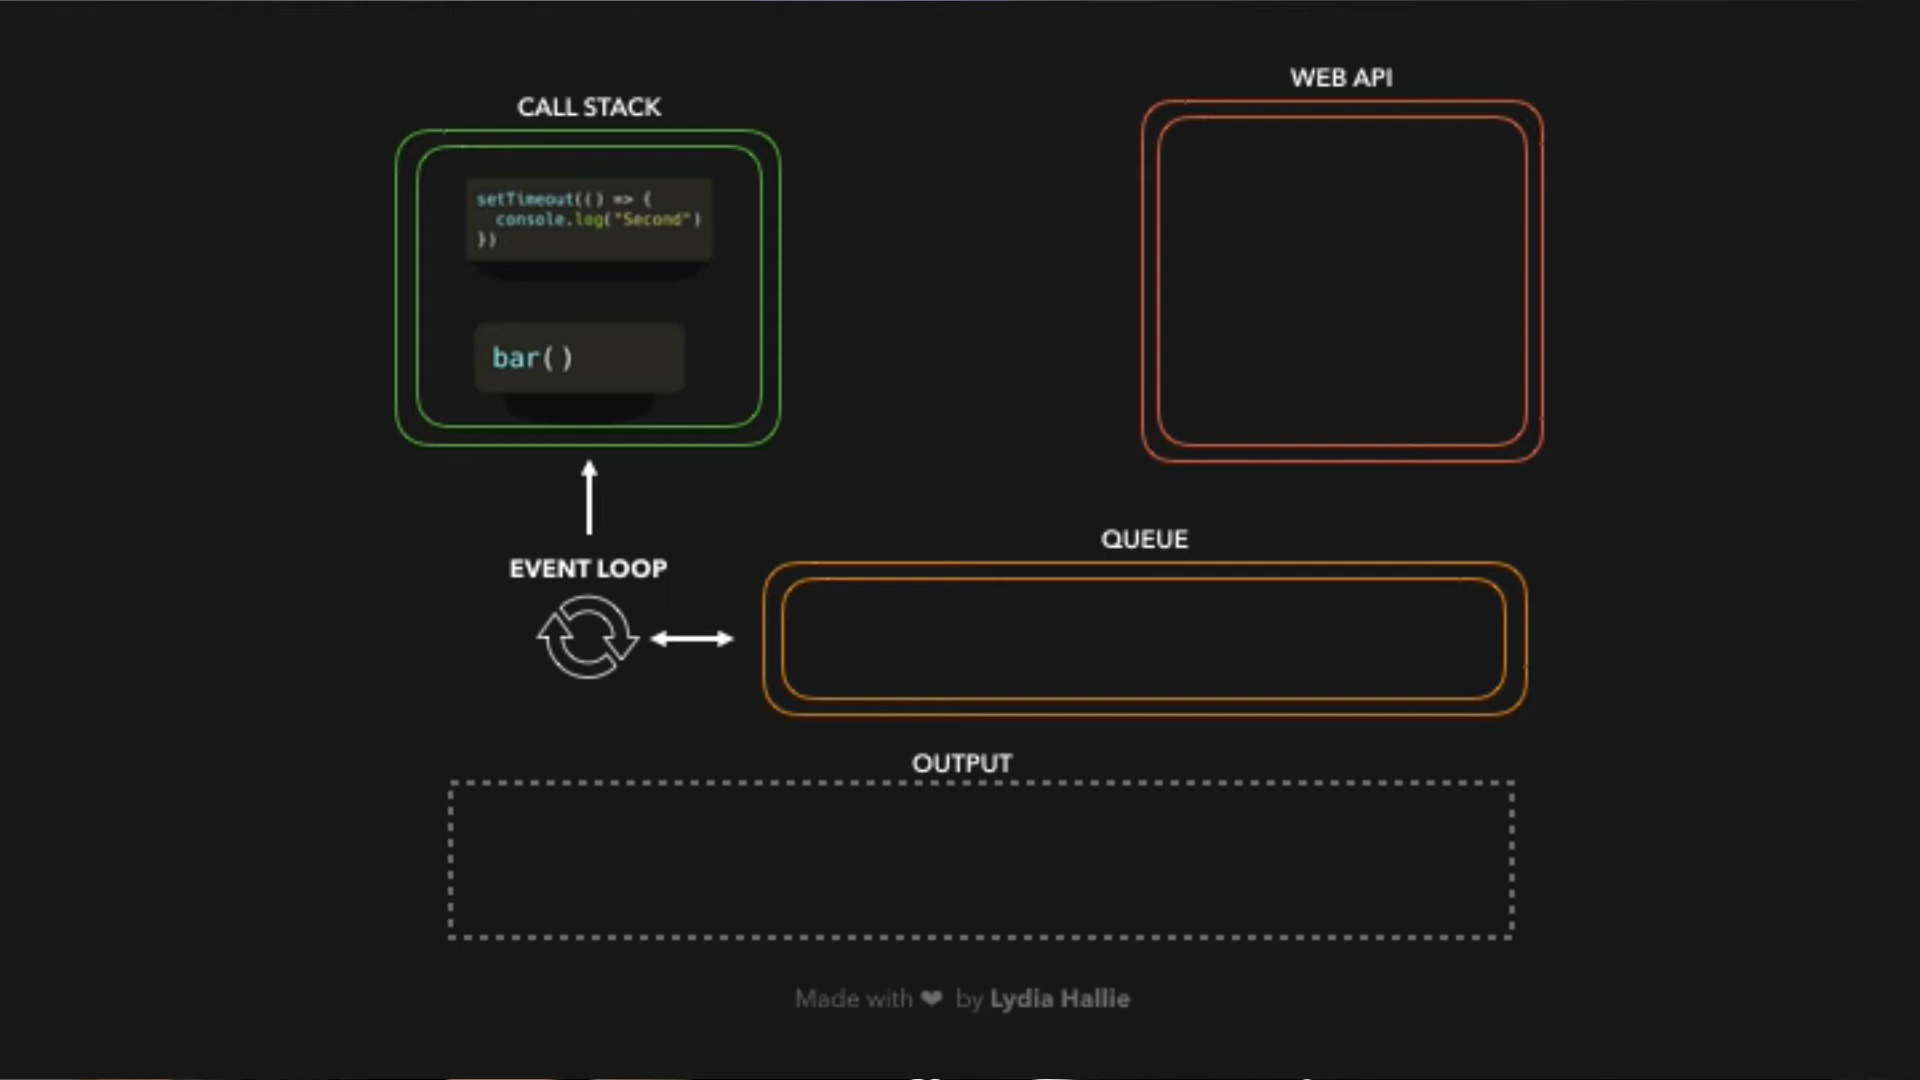 WEB API
CALL STACK
setTimeout(() => {
console.log("Second")
})
bar()
QUEUE
EVENT LOOP
OUTPUT
Made with ❤ by Lydia Hallie